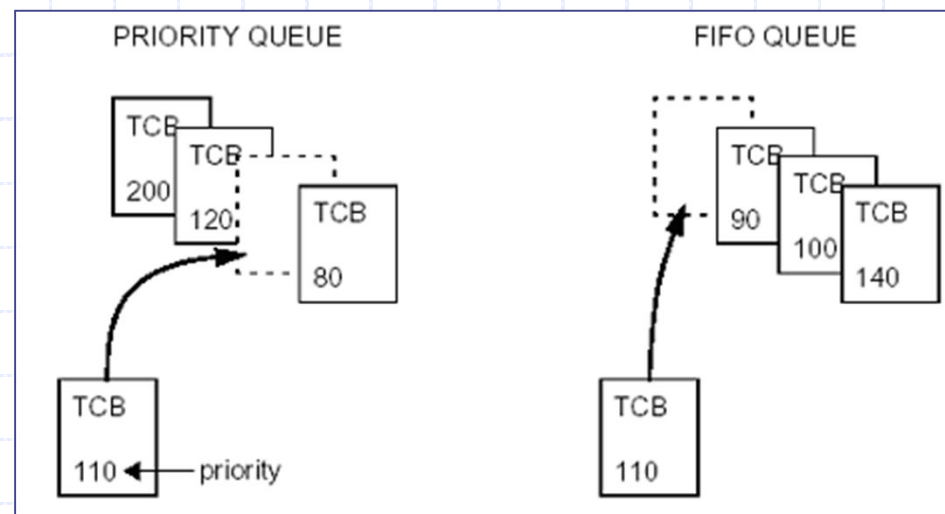 PRIORITY QUEUE
TCB
200
TCB
120
TCB
80
TCB
110
priority
FIFO QUEUE
TCB
90
TCB
100
TCB
140
TCB
110